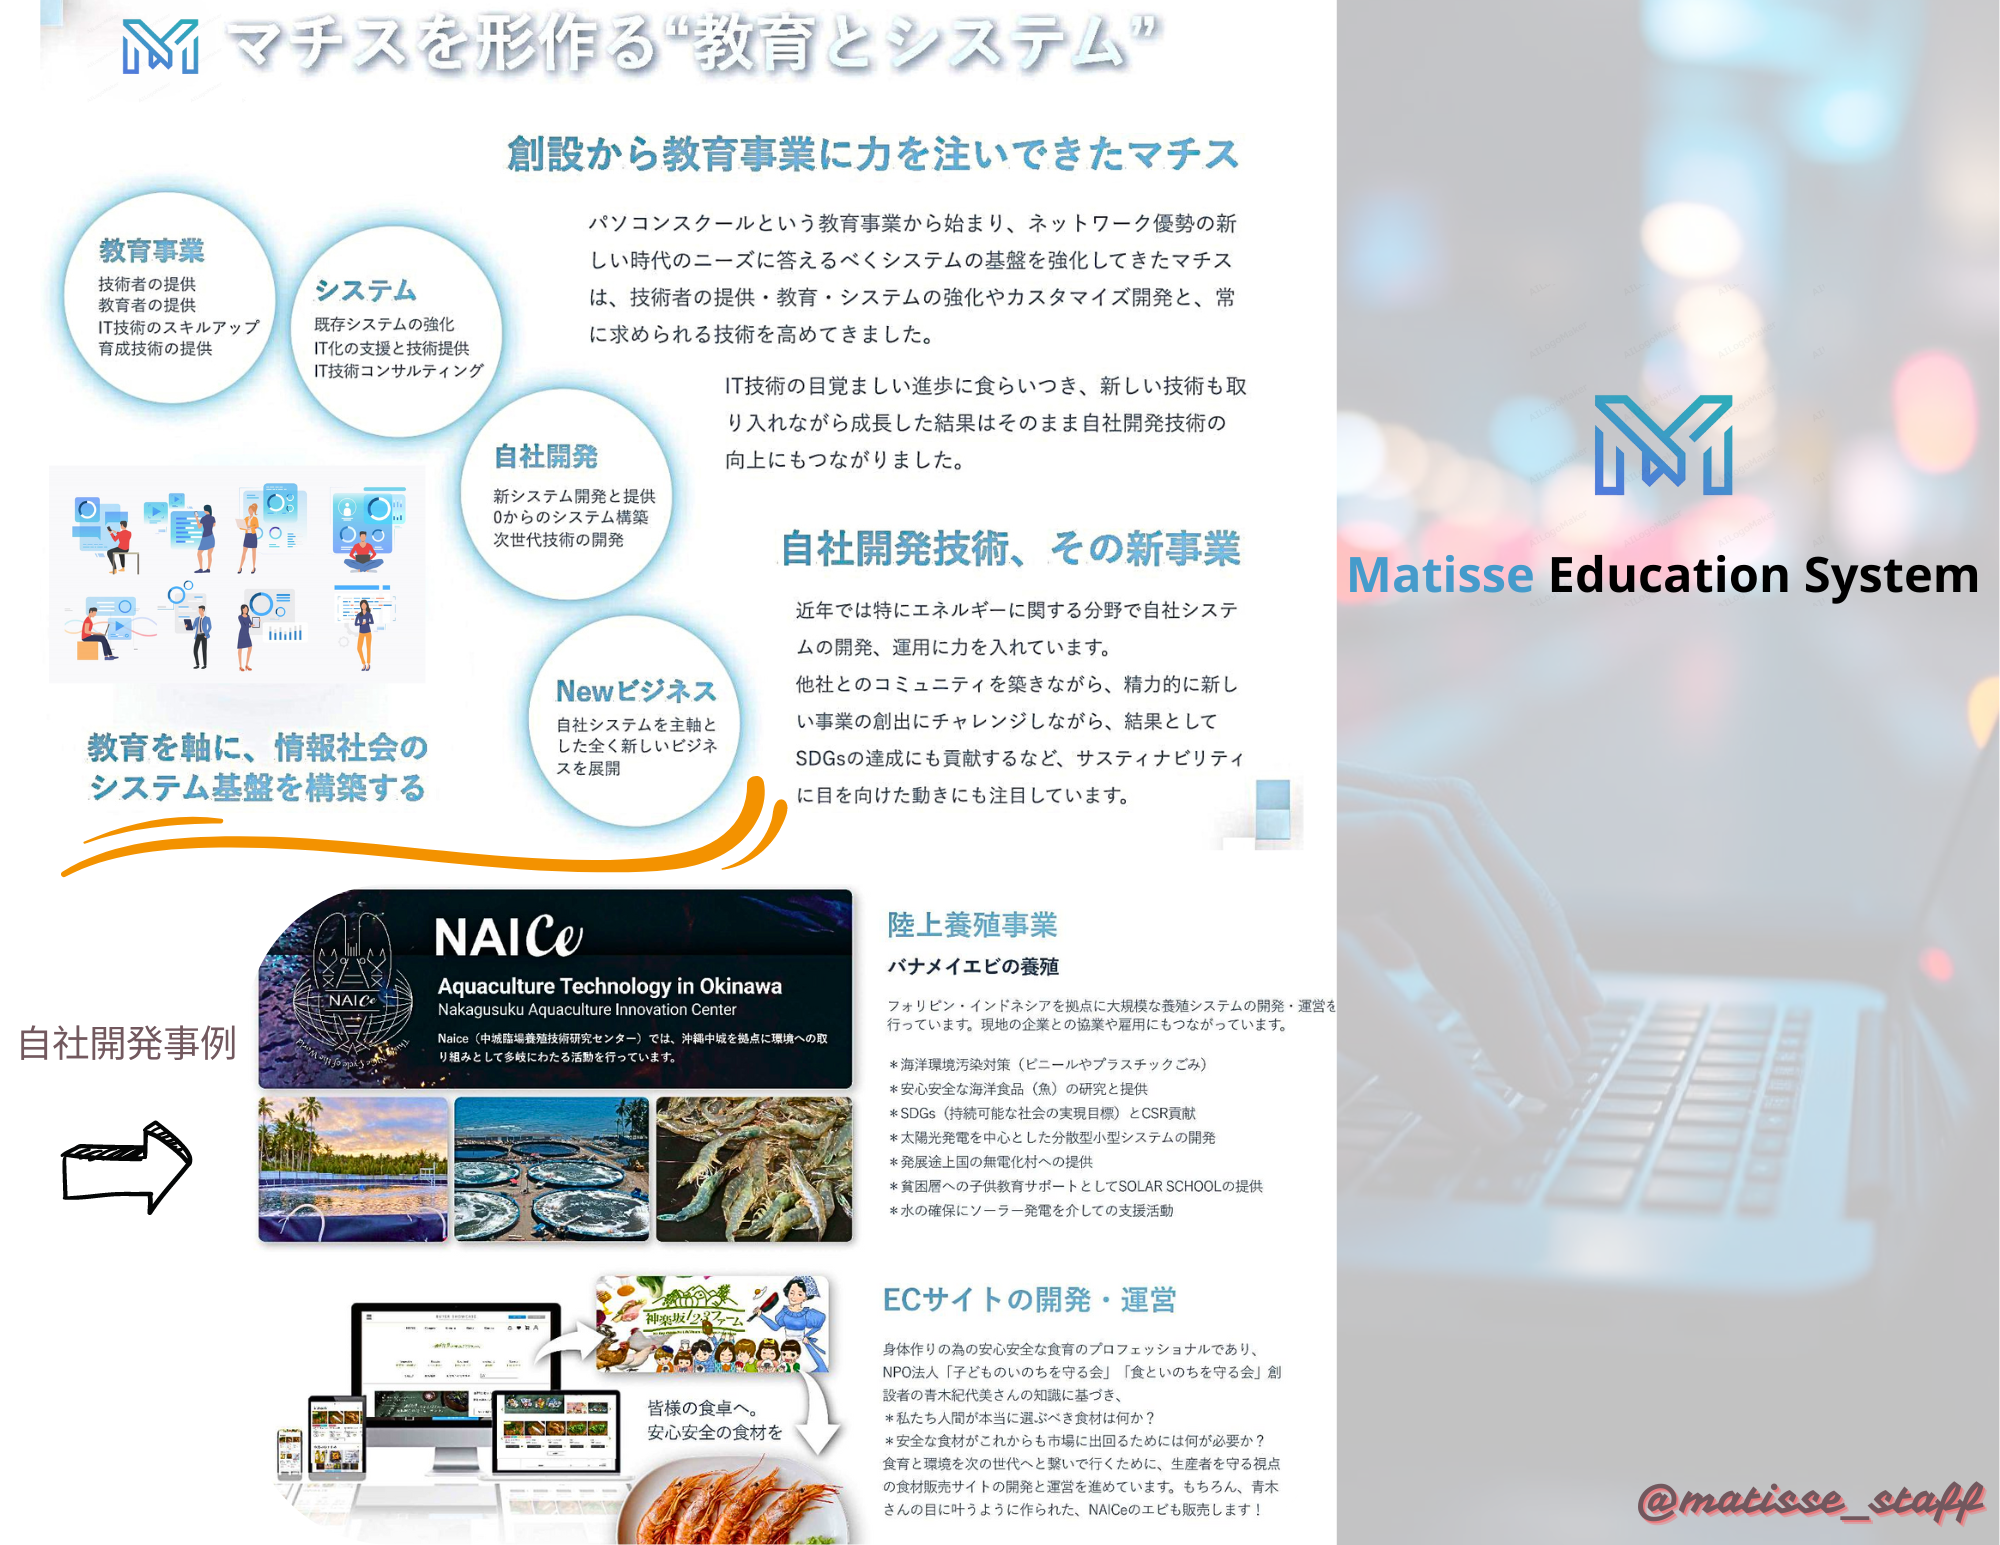 マチスを形作る“教育とシステム”
創設から教育事業に力を注いできたマチス
パソコンスクールという教育事業から始まり、ネットワーク優勢の新
しい時代のニーズに答えるべくシステムの基盤を強化してきたマチス
は、技術者の提供・教育・システムの強化やカスタマイズ開発と、常
に求められる技術を高めてきました。
IT技術の目覚ましい進歩に食らいつき、新しい技術も取
り入れながら成長した結果はそのまま自社開発技術の
向上にもつながりました。
教育事業
技術者の提供
教育者の提供
IT技術のスキルアップ
育成技術の提供
システム
既存システムの強化
IT化の支援と技術提供
IT技術コンサルティング
自社開発
新システム開発と提供
0からのシステム構築
次世代技術の開発
Newビジネス
自社システムを主軸と
した全く新しいビジネ
スを展開
自社開発技術、その新事業
近年では特にエネルギーに関する分野で自社システ
ムの開発、運用に力を入れています。
他社とのコミュニティを築きながら、精力的に新し
い事業の創出にチャレンジしながら、結果として
SDGsの達成にも貢献するなど、サスティナビリティ
に目を向けた動きにも注目しています。
教育を軸に、情報社会の
システム基盤を構築する
自社開発事例
NAICe
NAICe
Aquaculture Technology in Okinawa
Nakagusuku Aquaculture Innovation Center
Naice（中城臨場養殖技術研究センター）では、沖縄中城を拠点に環境への取
り組みとして多岐にわたる活動を行っています。
陸上養殖事業
バナメイエビの養殖
フォリピン・インドネシアを拠点に大規模な養殖システムの開発・運営を
行っています。現地の企業との協業や雇用にもつながっています。
＊海洋環境汚染対策（ビニールやプラスチックごみ）
＊安心安全な海洋食品（魚）の研究と提供
＊SDGs（持続可能な社会の実現目標）とCSR貢献
＊太陽光発電を中心とした分散型小型システムの開発
＊発展途上国の無電化村への提供
＊貧困層への子供教育サポートとしてSOLAR SCHOOLの提供
＊水の確保にソーラー発電を介しての支援活動
神楽坂1・2・3ファーム
皆様の食卓へ。
安心安全の食材を
ECサイトの開発・運営
身体作りの為の安心安全な食育のプロフェッショナルであり、
NPO法人「子どものいのちを守る会」「食といのちを守る会」創
設者の青木紀代美さんの知識に基づき、
＊私たち人間が本当に選ぶべき食材は何か？
＊安全な食材がこれからも市場に出回るためには何が必要か？
食育と環境を次の世代へと繋いで行くために、生産者を守る視点
の食材販売サイトの開発と運営を進めています。もちろん、青木
さんの目に叶うように作られた、NAICeのエビも販売します！
Matisse Education System
@matisse_staff